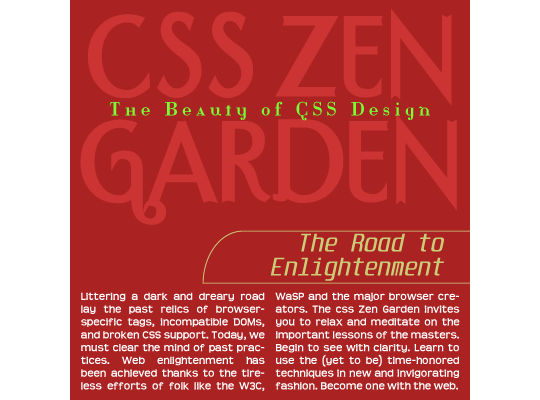 CSS ZEN
The Beauty of CSS Design
GARDEN
The Road to
Enlightenment
Littering a dark and dreary road
lay the past relics of browser-
specific tags, incompatible DOMs,
and broken CSS support. Today, we
must clear the mind of past prac-
tices. Web enlightenment has
been achieved thanks to the tire-
less efforts of folk like the W3C,
WaSP and the major browser cre-
ators. The css Zen Garden invites
you to relax and meditate on the
important lessons of the masters.
Begin to see with clarity. Learn to
use the (yet to be) time-honored
techniques in new and invigorating
fashion. Become one with the web.